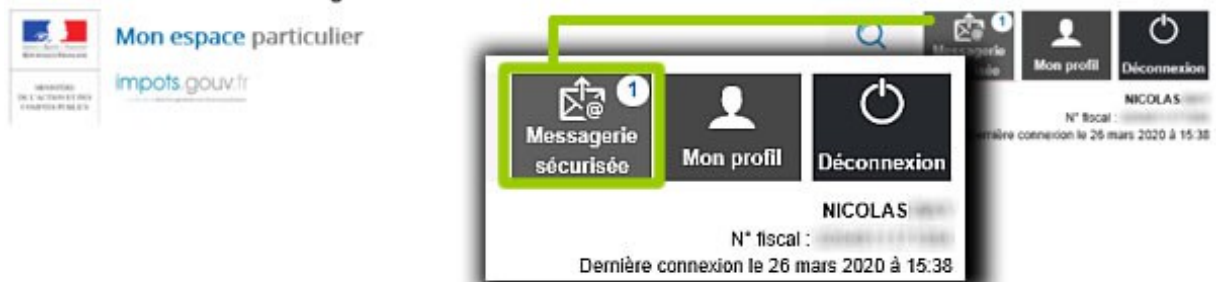 Mon espace particulier
impots.gouv.fr
1
Mon profil
Déconnexion
NICOLAS
N° fiscal :
dernière connexion le 26 mars 2020 à 15:38
1
Messagerie
sécurisée
Mon profil
Déconnexion
NICOLAS
N° fiscal :
Dernière connexion le 26 mars 2020 à 15:38